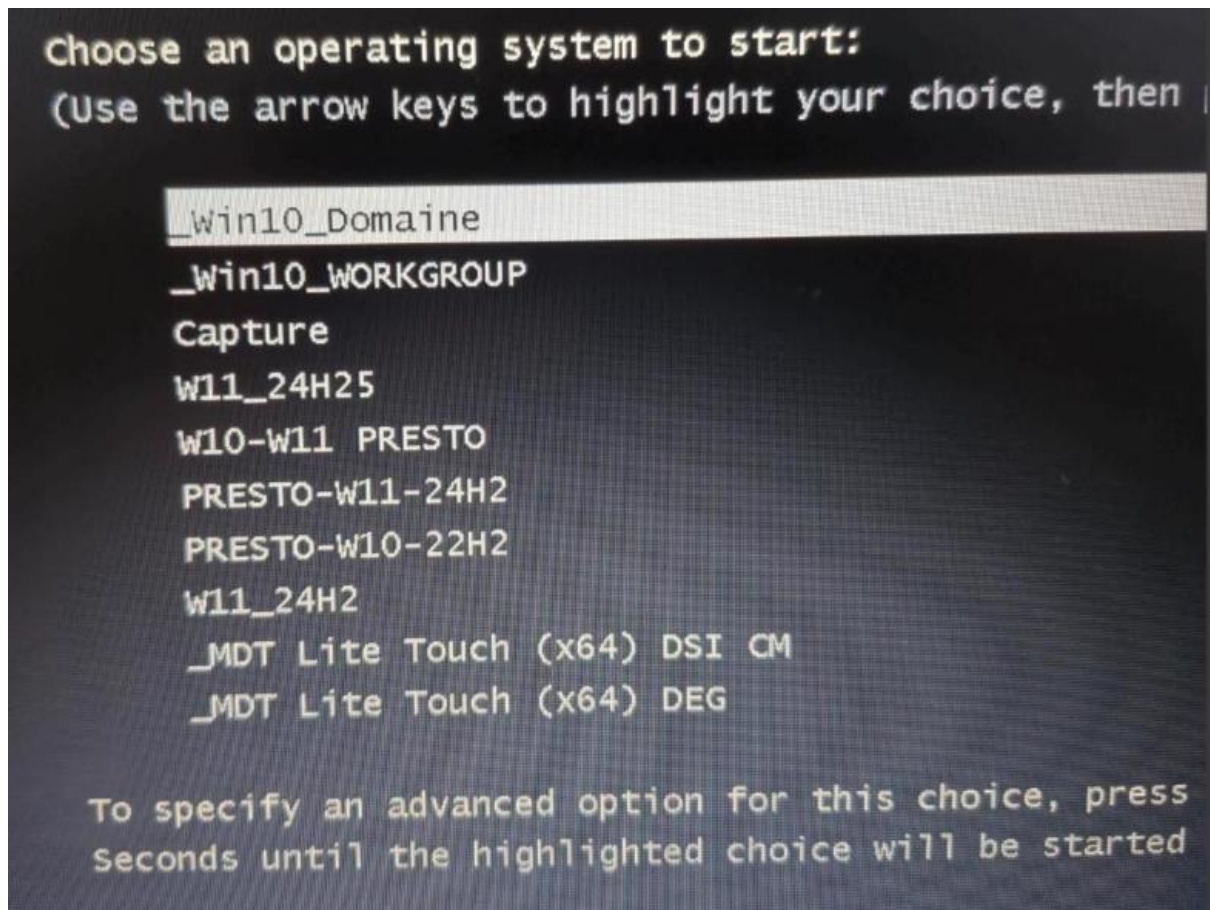 Choose an operating system to start:
(Use the arrow keys to highlight your choice, then
_Win10_Domaine
_Win10_WORKGROUP
Capture
W11_24H25
W10-W11 PRESTO
PRESTO-W11-24H2
PRESTO-W10-22H2
W11_24H2
_MDT Lite Touch (x64) DSI CM
_MDT Lite Touch (x64) DEG
To specify an advanced option for this choice, press
Seconds until the highlighted choice will be started